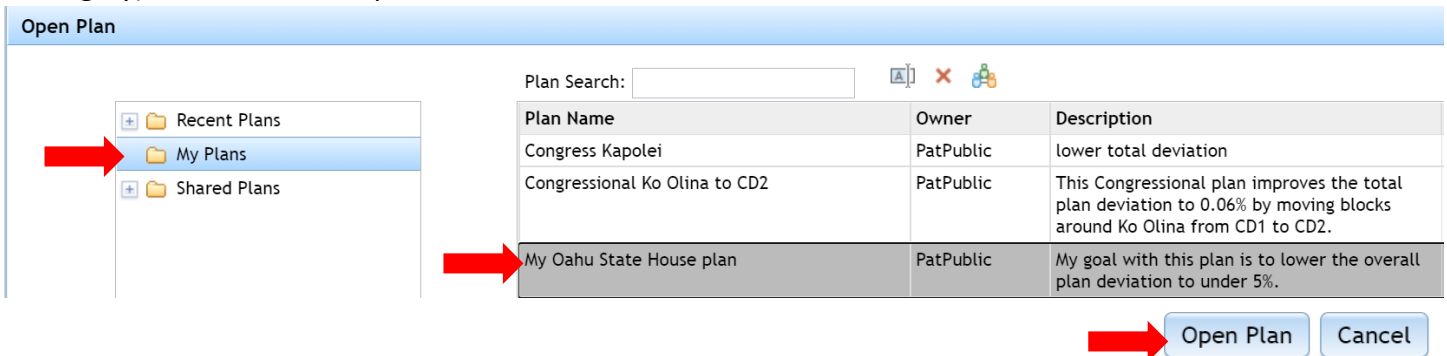 Open Plan
Plan Search:
Recent Plans
My Plans
Shared Plans
Plan Name Owner Description
Congress Kapolei PatPublic lower total deviation
Congressional Ko Olina to CD2 PatPublic This Congressional plan improves the total
plan deviation to 0.06% by moving blocks
around Ko Olina from CD1 to CD2.
My Oahu State House plan PatPublic My goal with this plan is to lower the overall
plan deviation to under 5%.
Open Plan Cancel